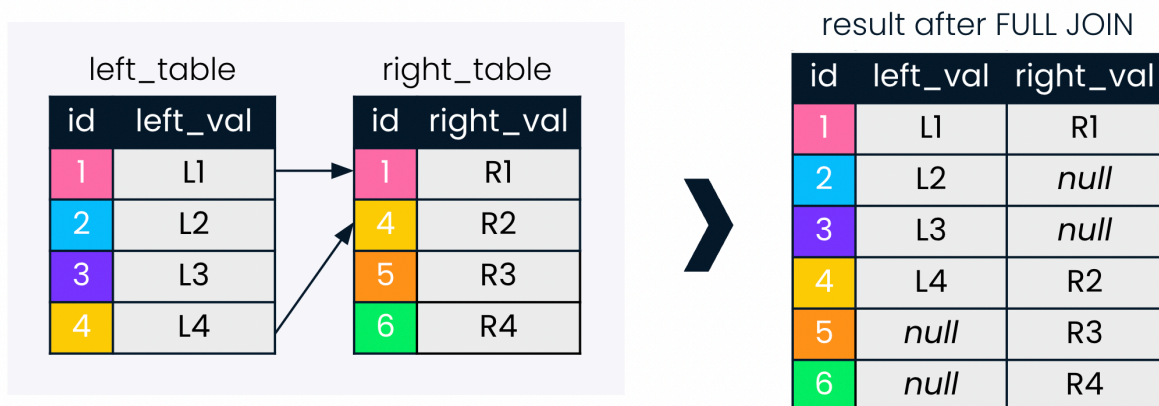 result after FULL JOIN
left_table
right_table
id left_val
id right_val
id left_val right_val
1 L1
1 R1
1 L1 R1
2 L2
4 R2
2 L2 null
3 L3
5 R3
3 L3 null
4 L4
6 R4
4 L4 R2
5 null R3
6 null R4